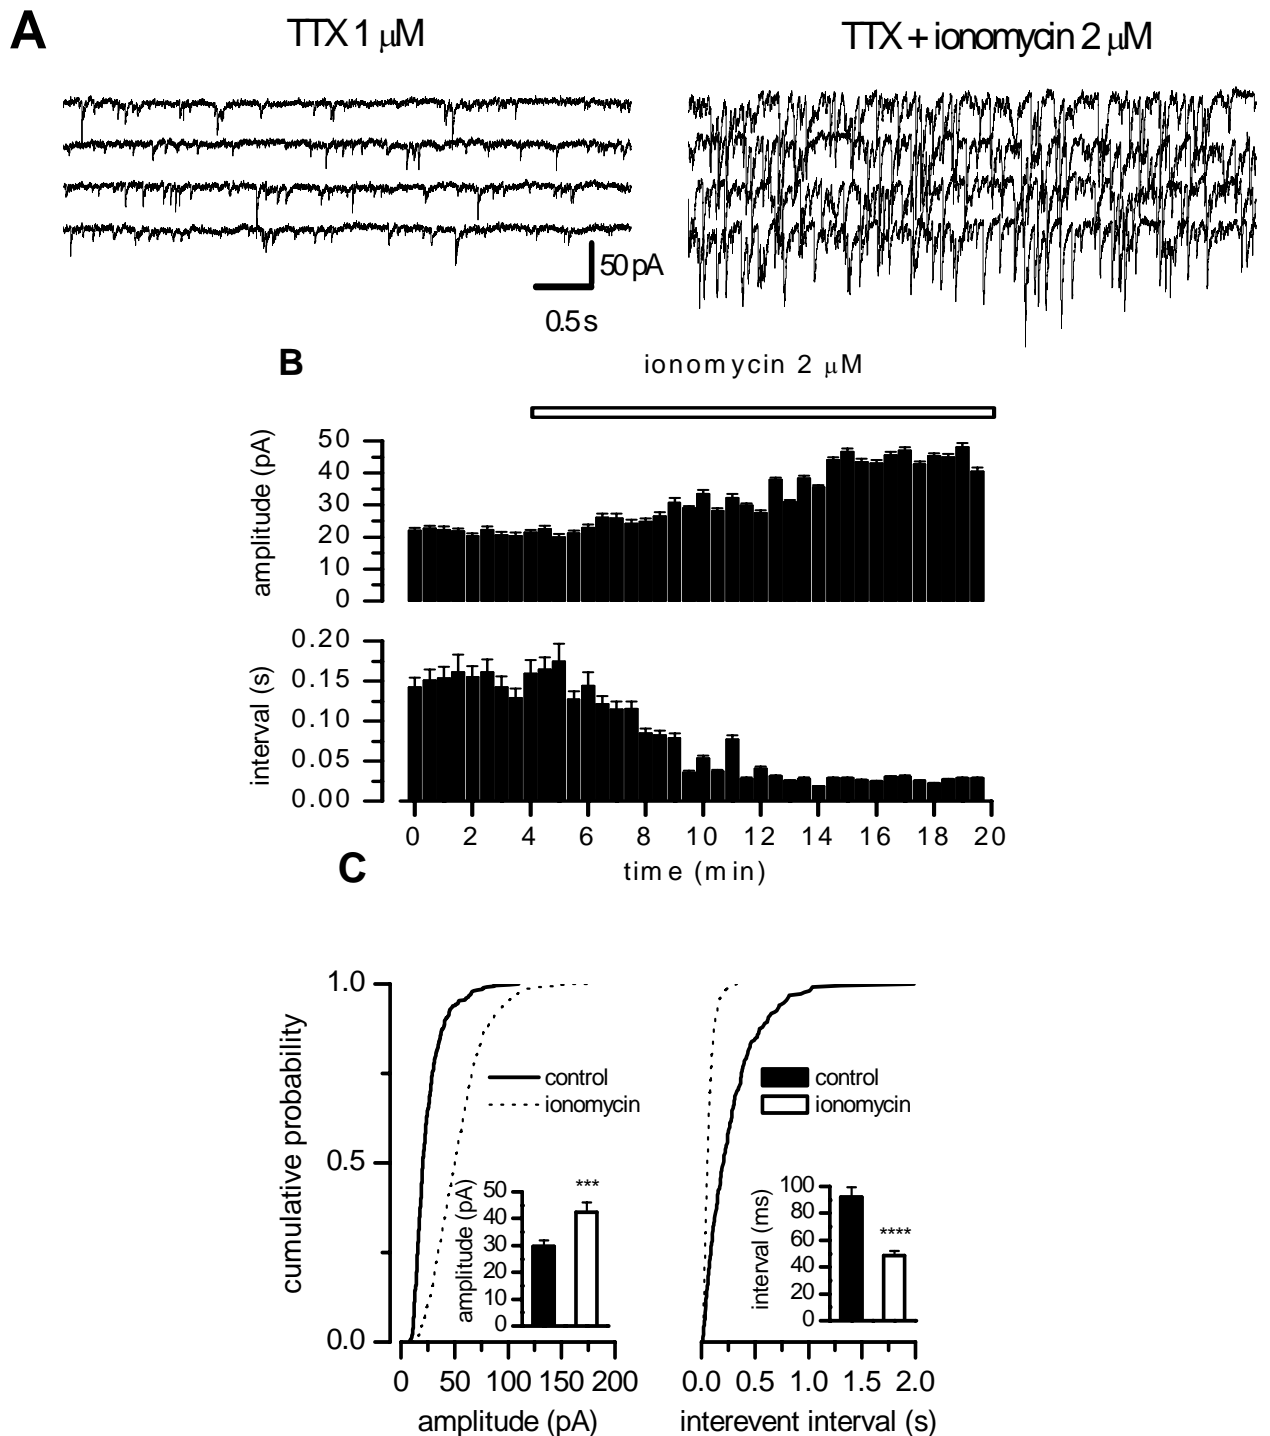 A
TTX 1 μM
TTX + ionomycin 2 μM
50 pA
0.5 s
B
ionomycin 2 μM
amplitude (pA)
50
40
30
20
10
0
interval (s)
0.20
0.15
0.10
0.05
0.00
0 2 4 6 8 10 12 14 16 18 20
time (min)
C
cumulative probability
1.0
0.5
0.0
control
ionomycin
amplitude (pA)
50
40
30
20
10
0
***
0 50 100 150 200
amplitude (pA)
control
ionomycin
interval (ms)
100
80
60
40
20
0
****
0.0 0.5 1.0 1.5 2.0
interevent interval (s)